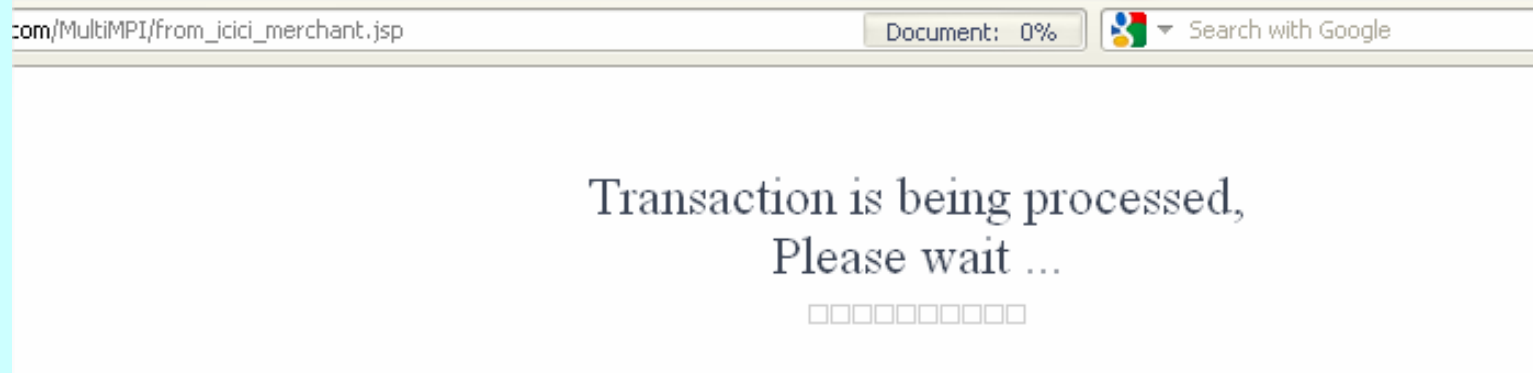 com/MultiMPI/from_icici_merchant.jsp
Document: 0%
Search with Google
Transaction is being processed,
Please wait ...